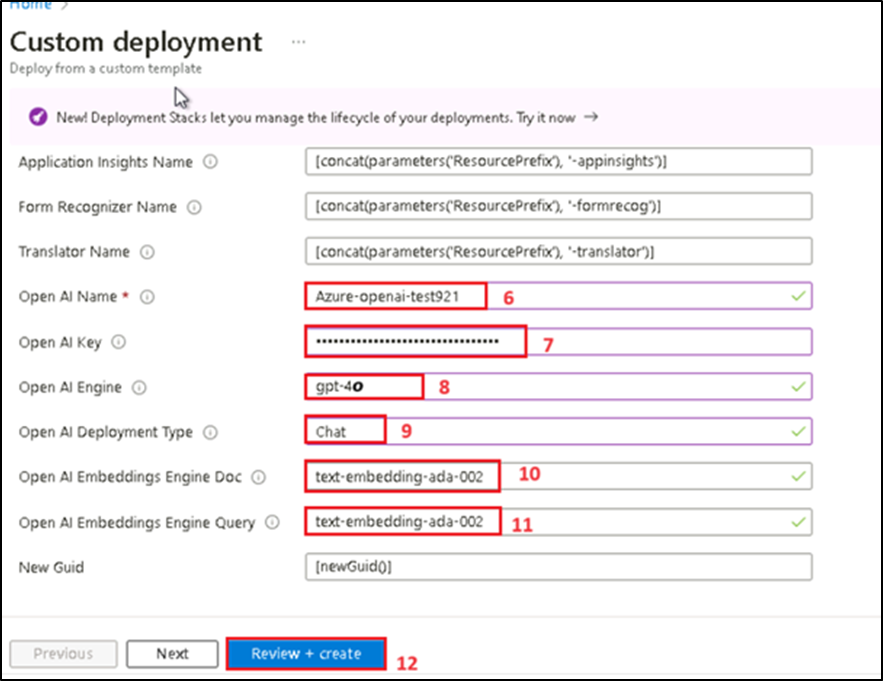 Home >
Custom deployment ...
Deploy from a custom template
New! Deployment Stacks let you manage the lifecycle of your deployments. Try it now →
Application Insights Name [concat(parameters('ResourcePrefix'), '-appinsights')]
Form Recognizer Name [concat(parameters('ResourcePrefix'), '-formrecog')]
Translator Name [concat(parameters('ResourcePrefix'), '-translator')]
Open AI Name * Azure-openai-test921 6
Open AI Key •••••••••••••••••••••••••••••••• 7
Open AI Engine gpt-4o 8
Open AI Deployment Type Chat 9
Open AI Embeddings Engine Doc text-embedding-ada-002 10
Open AI Embeddings Engine Query text-embedding-ada-002 11
New Guid [newGuid()]
Previous Next Review + create 12